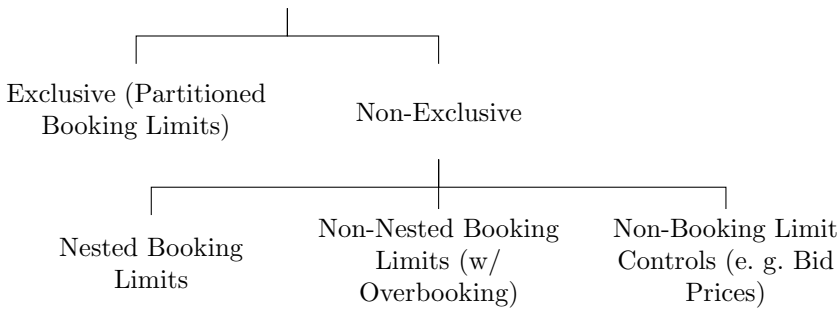 Exclusive (Partitioned
Booking Limits)
Non-Exclusive
Nested Booking
Limits
Non-Nested Booking
Limits (w/
Overbooking)
Non-Booking Limit
Controls (e. g. Bid
Prices)